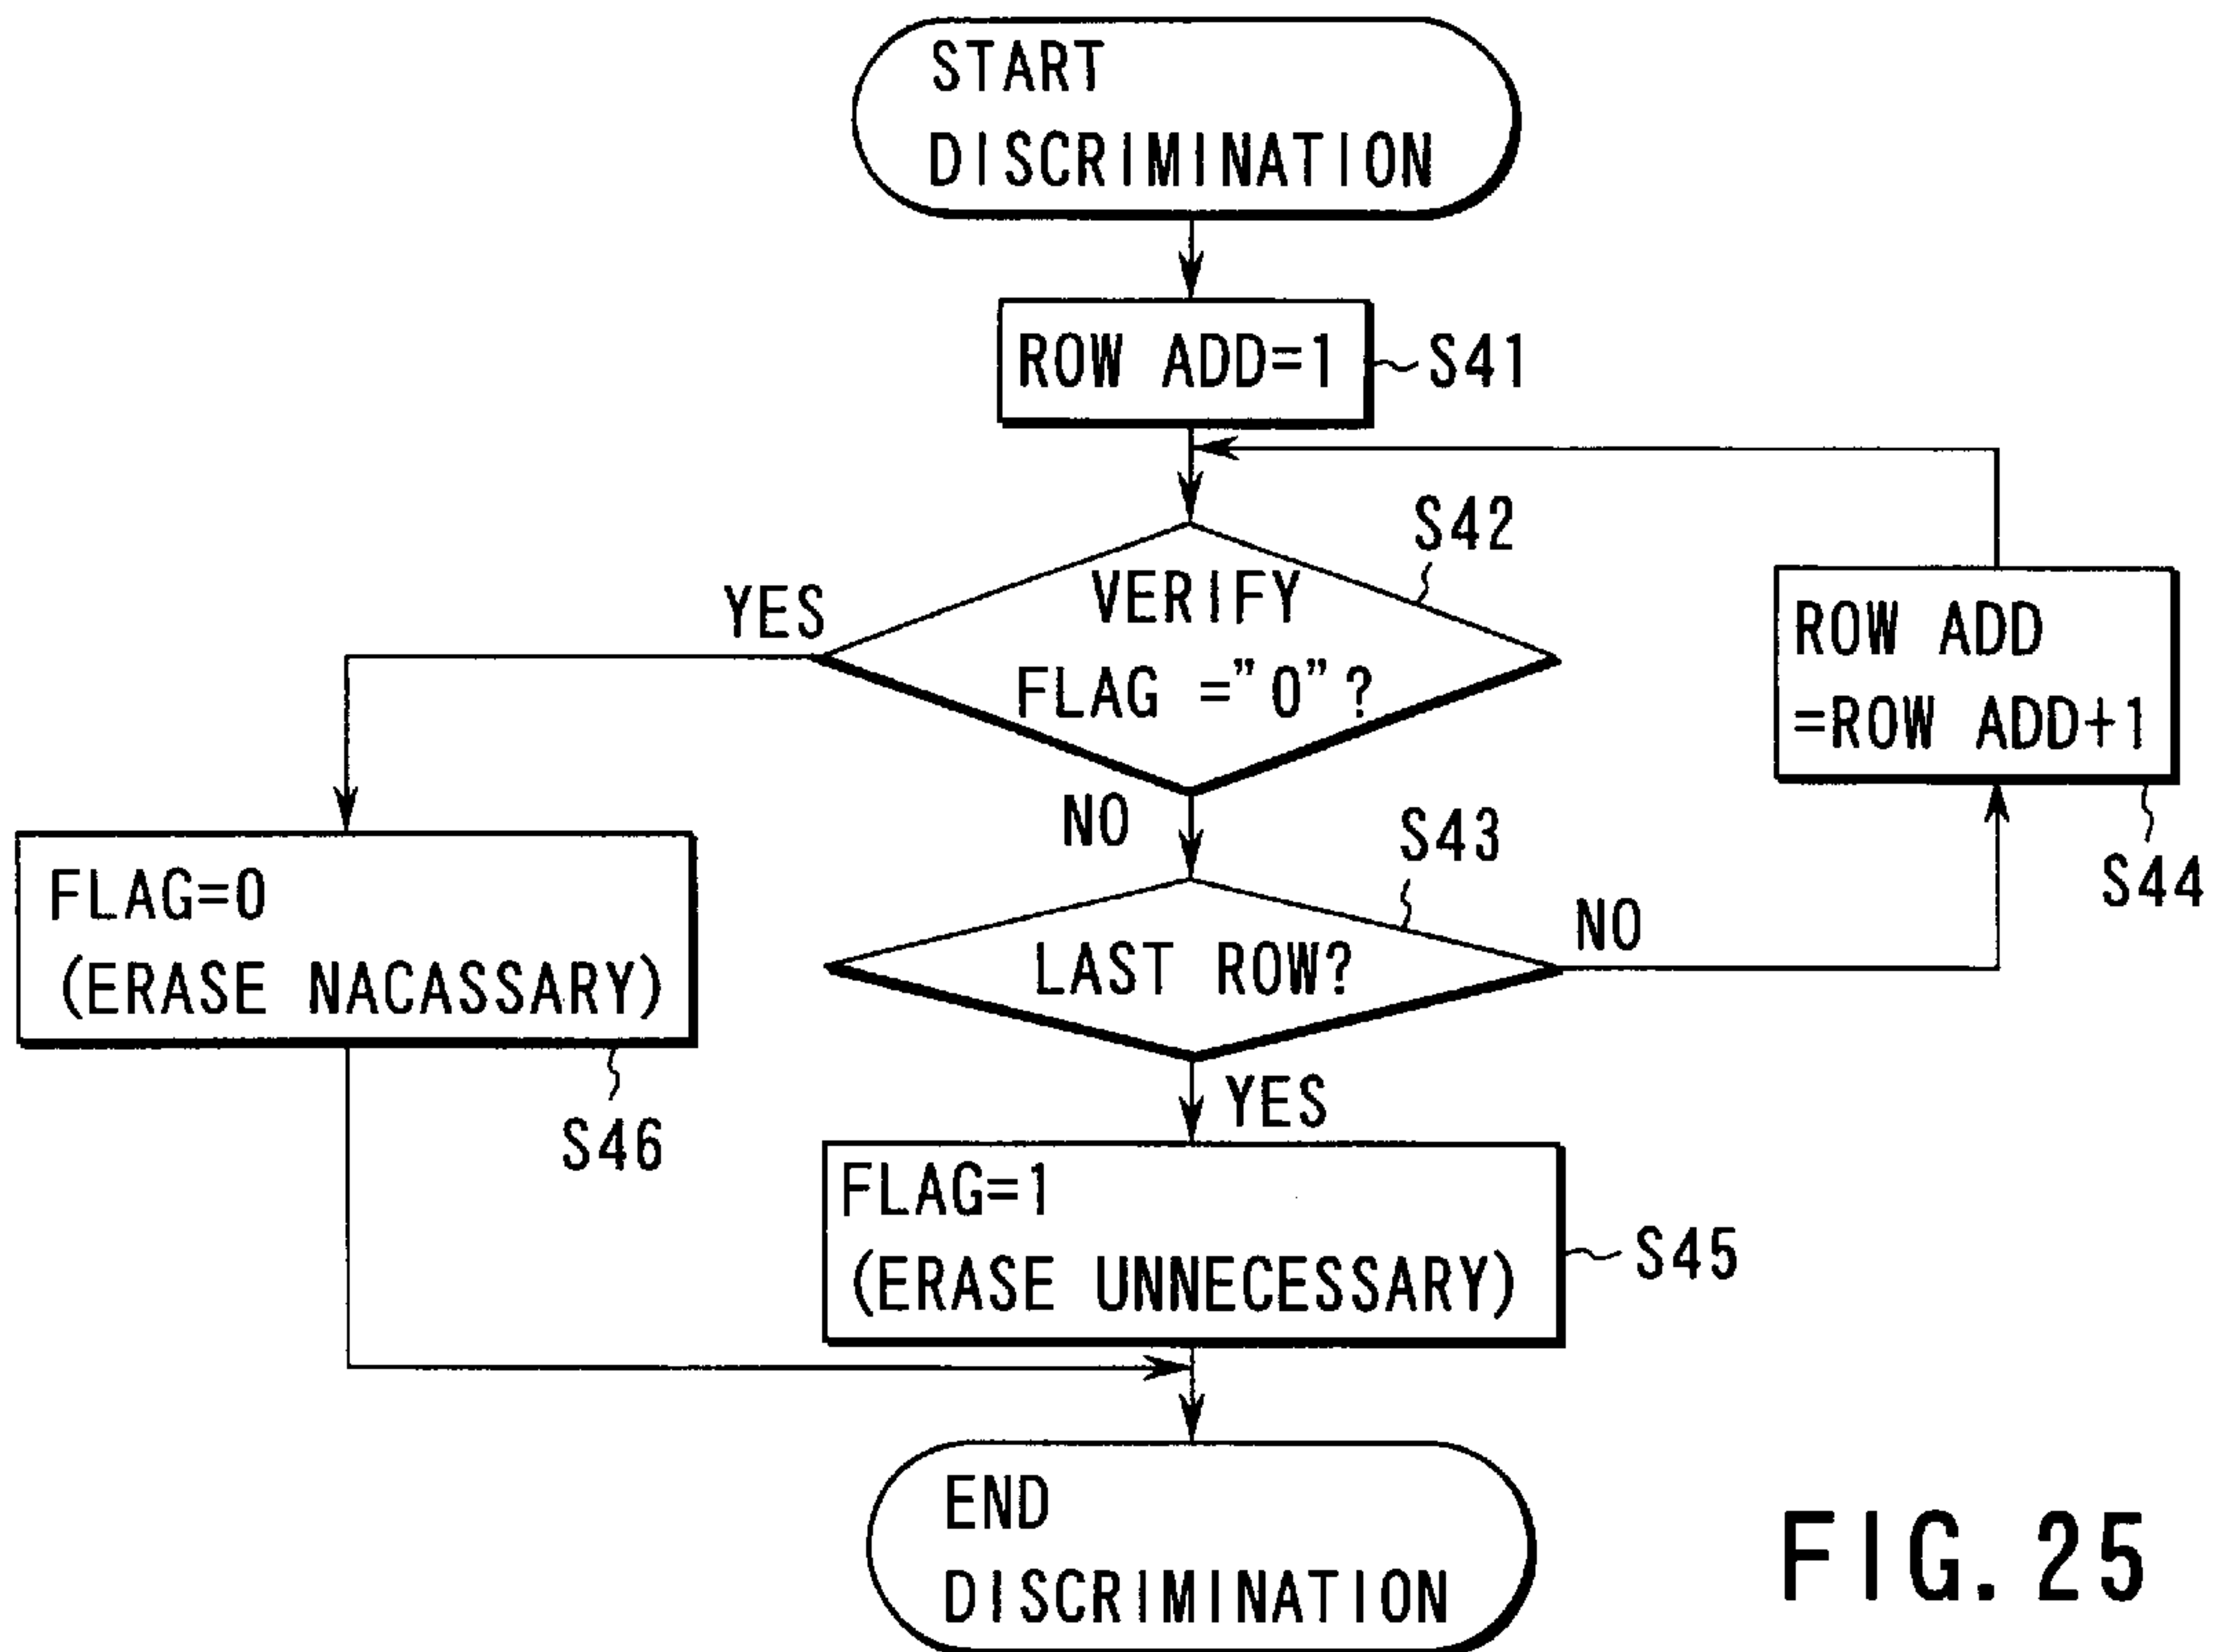 START
DISCRIMINATION
ROW ADD=1
S41
S42
YES
VERIFY
FLAG ="0"?
ROW ADD
=ROW ADD+1
NO
S43
S44
FLAG=0
(ERASE NACASSARY)
LAST ROW?
NO
S46
YES
FLAG=1
(ERASE UNNECESSARY)
S45
END
DISCRIMINATION
FIG. 25